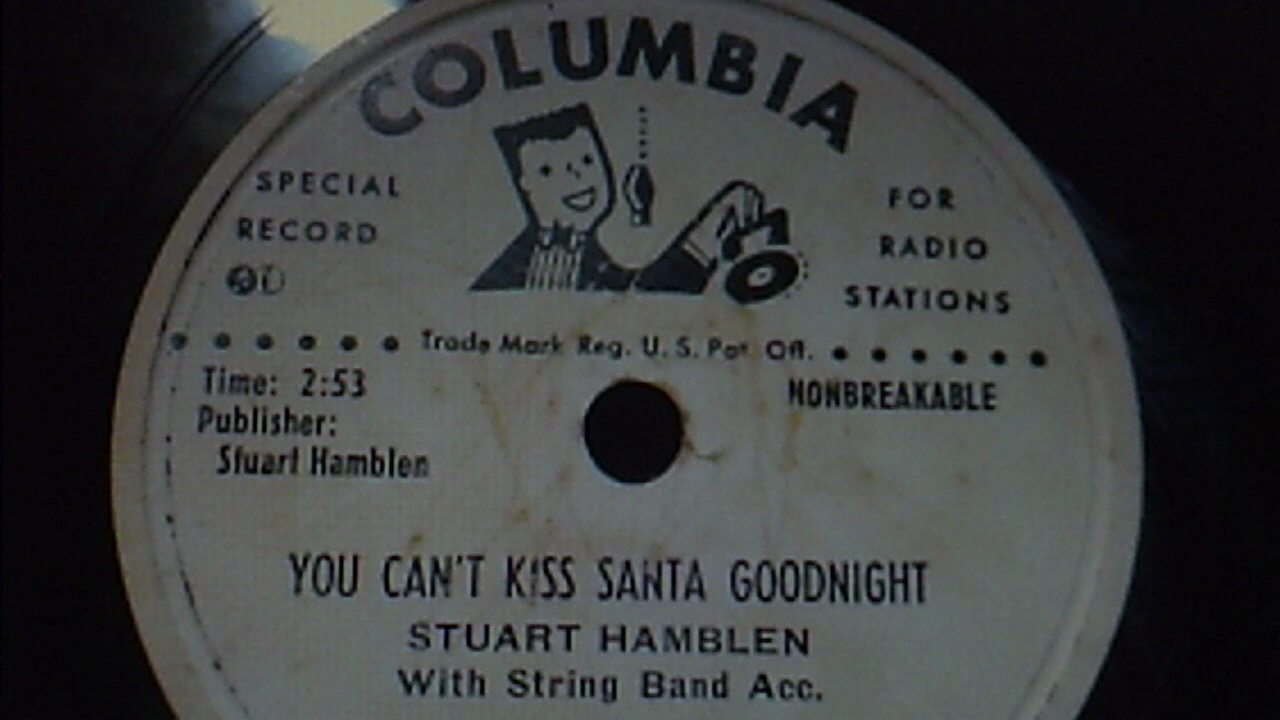 COLUMBIA
SPECIAL
RECORD
FOR
RADIO
STATIONS
Trade Mark Reg. U. S. Pat. Off.
Time: 2:53
Publisher:
Stuart Hamblen
NONBREAKABLE
YOU CAN'T KISS SANTA GOODNIGHT
STUART HAMBLEN
With String Band Acc.